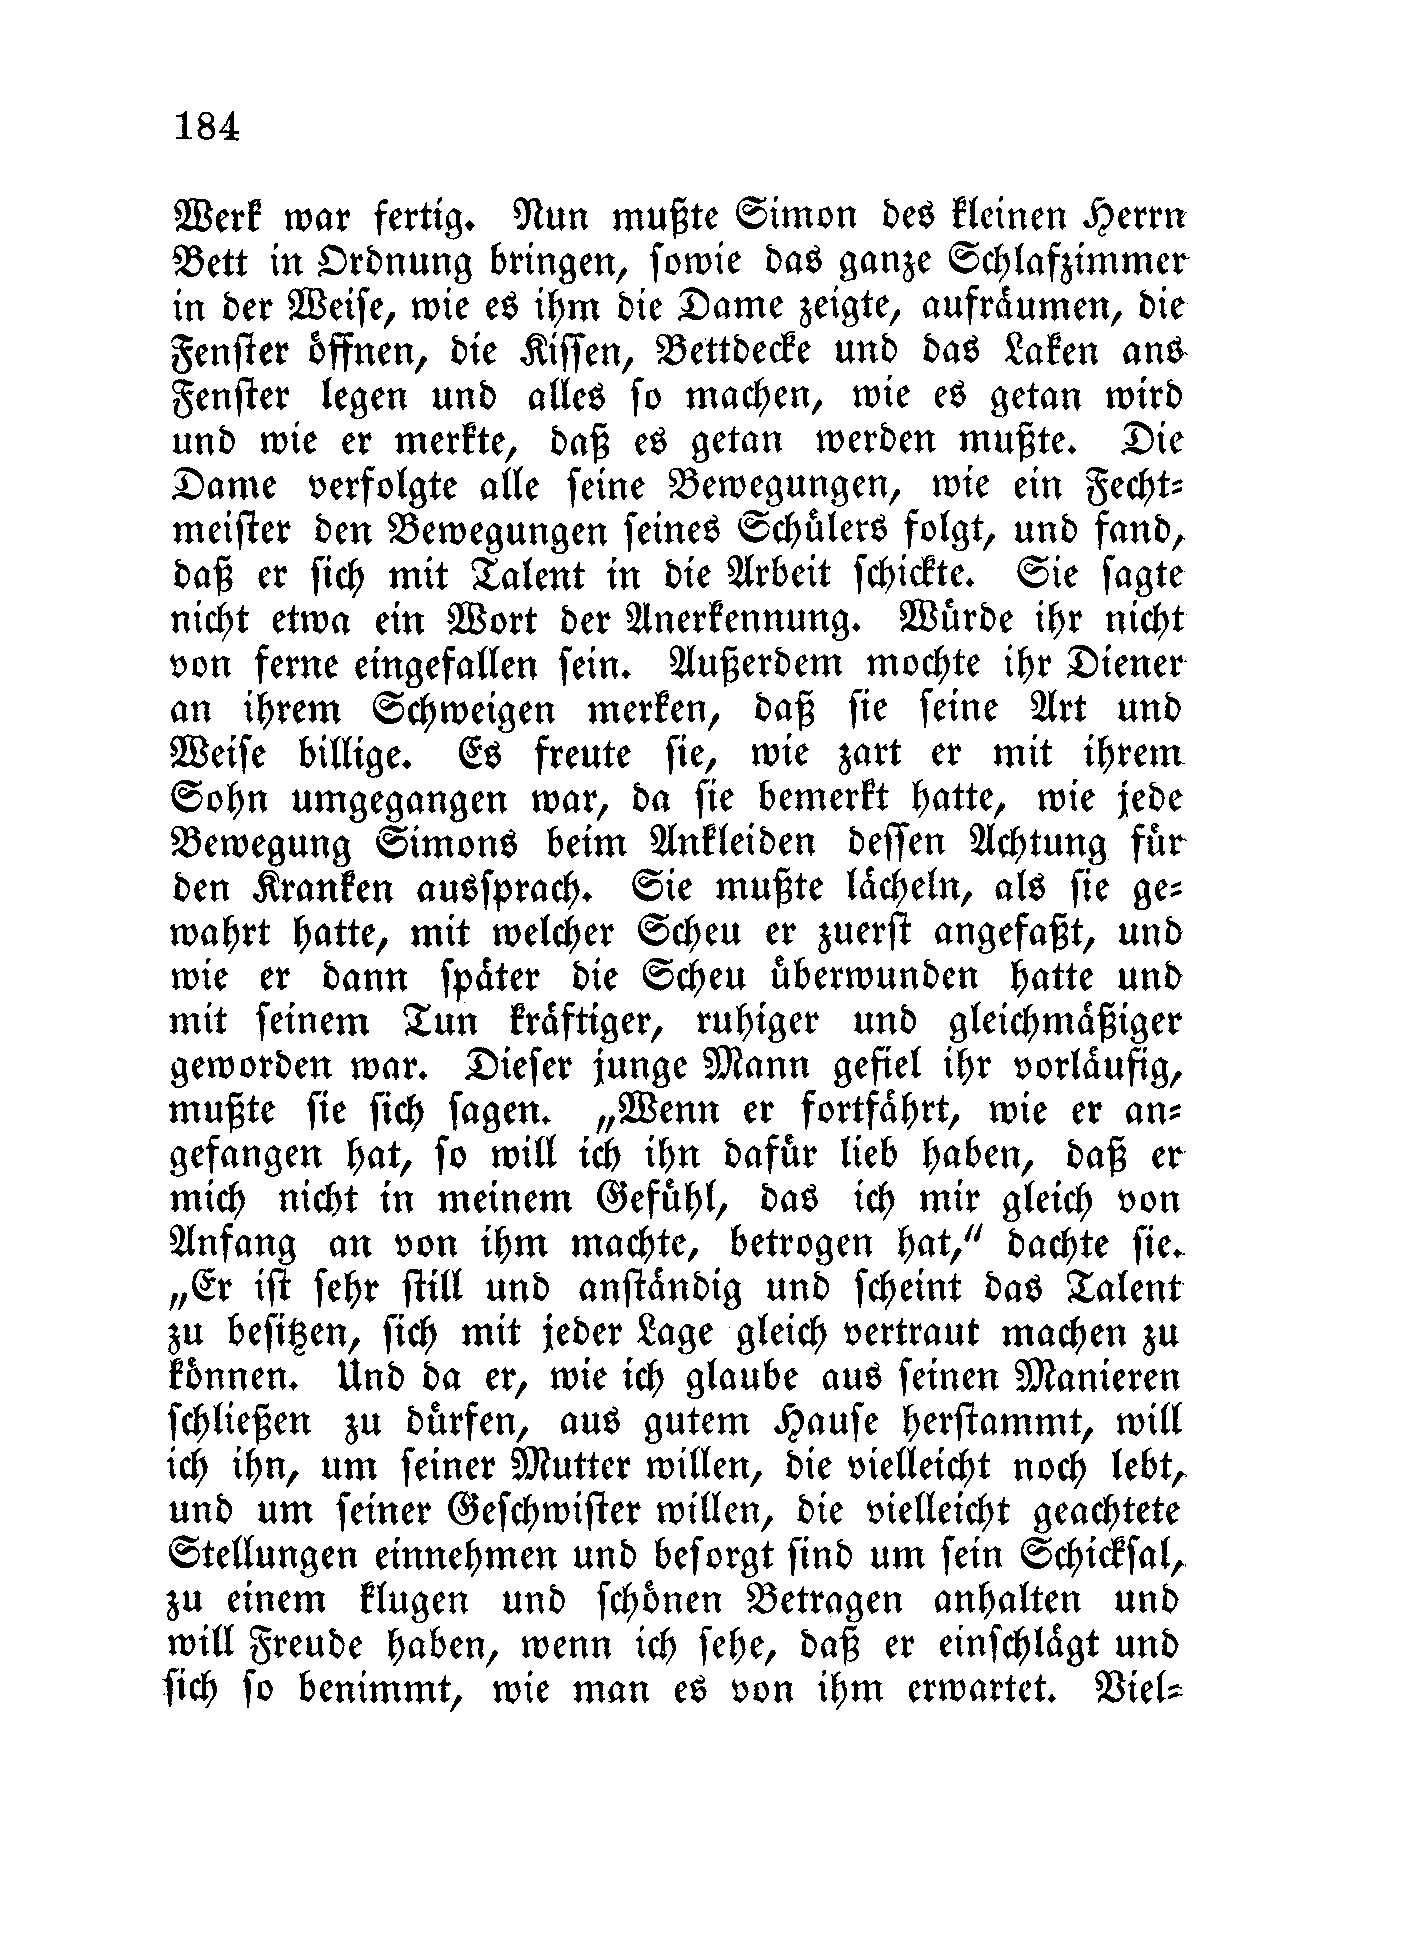 184
Werk war fertig. Nun mußte Simon des kleinen Herrn
Bett in Ordnung bringen, sowie das ganze Schlafzimmer
in der Weise, wie es ihm die Dame zeigte, aufräumen, die
Fenster öffnen, die Kissen, Bettdecke und das Laken ans
Fenster legen und alles so machen, wie es getan wird
und wie er merkte, daß es getan werden mußte. Die
Dame verfolgte alle seine Bewegungen, wie ein Fecht-
meister den Bewegungen seines Schülers folgt, und fand,
daß er sich mit Talent in die Arbeit schickte. Sie sagte
nicht etwa ein Wort der Anerkennung. Würde ihr nicht
von ferne eingefallen sein. Außerdem mochte ihr Diener
an ihrem Schweigen merken, daß sie seine Art und
Weise billige. Es freute sie, wie zart er mit ihrem
Sohn umgegangen war, da sie bemerkt hatte, wie jede
Bewegung Simons beim Ankleiden dessen Achtung für
den Kranken aussprach. Sie mußte lächeln, als sie ge-
wahrt hatte, mit welcher Scheu er zuerst angefaßt, und
wie er dann später die Scheu überwunden hatte und
mit seinem Tun kräftiger, ruhiger und gleichmäßiger
geworden war. Dieser junge Mann gefiel ihr vorläufig,
mußte sie sich sagen. „Wenn er fortfährt, wie er an-
gefangen hat, so will ich ihn dafür lieb haben, daß er
mich nicht in meinem Gefühl, das ich mir gleich von
Anfang an von ihm machte, betrogen hat,“ dachte sie.
„Er ist sehr still und anständig und scheint das Talent
zu besitzen, sich mit jeder Lage gleich vertraut machen zu
können. Und da er, wie ich glaube aus seinen Manieren
schließen zu dürfen, aus gutem Hause herstammt, will
ich ihn, um seiner Mutter willen, die vielleicht noch lebt,
und um seiner Geschwister willen, die vielleicht geachtete
Stellungen einnehmen und besorgt sind um sein Schicksal,
zu einem klugen und schönen Betragen anhalten und
will Freude haben, wenn ich sehe, daß er einschlägt und
sich so benimmt, wie man es von ihm erwartet. Viel-